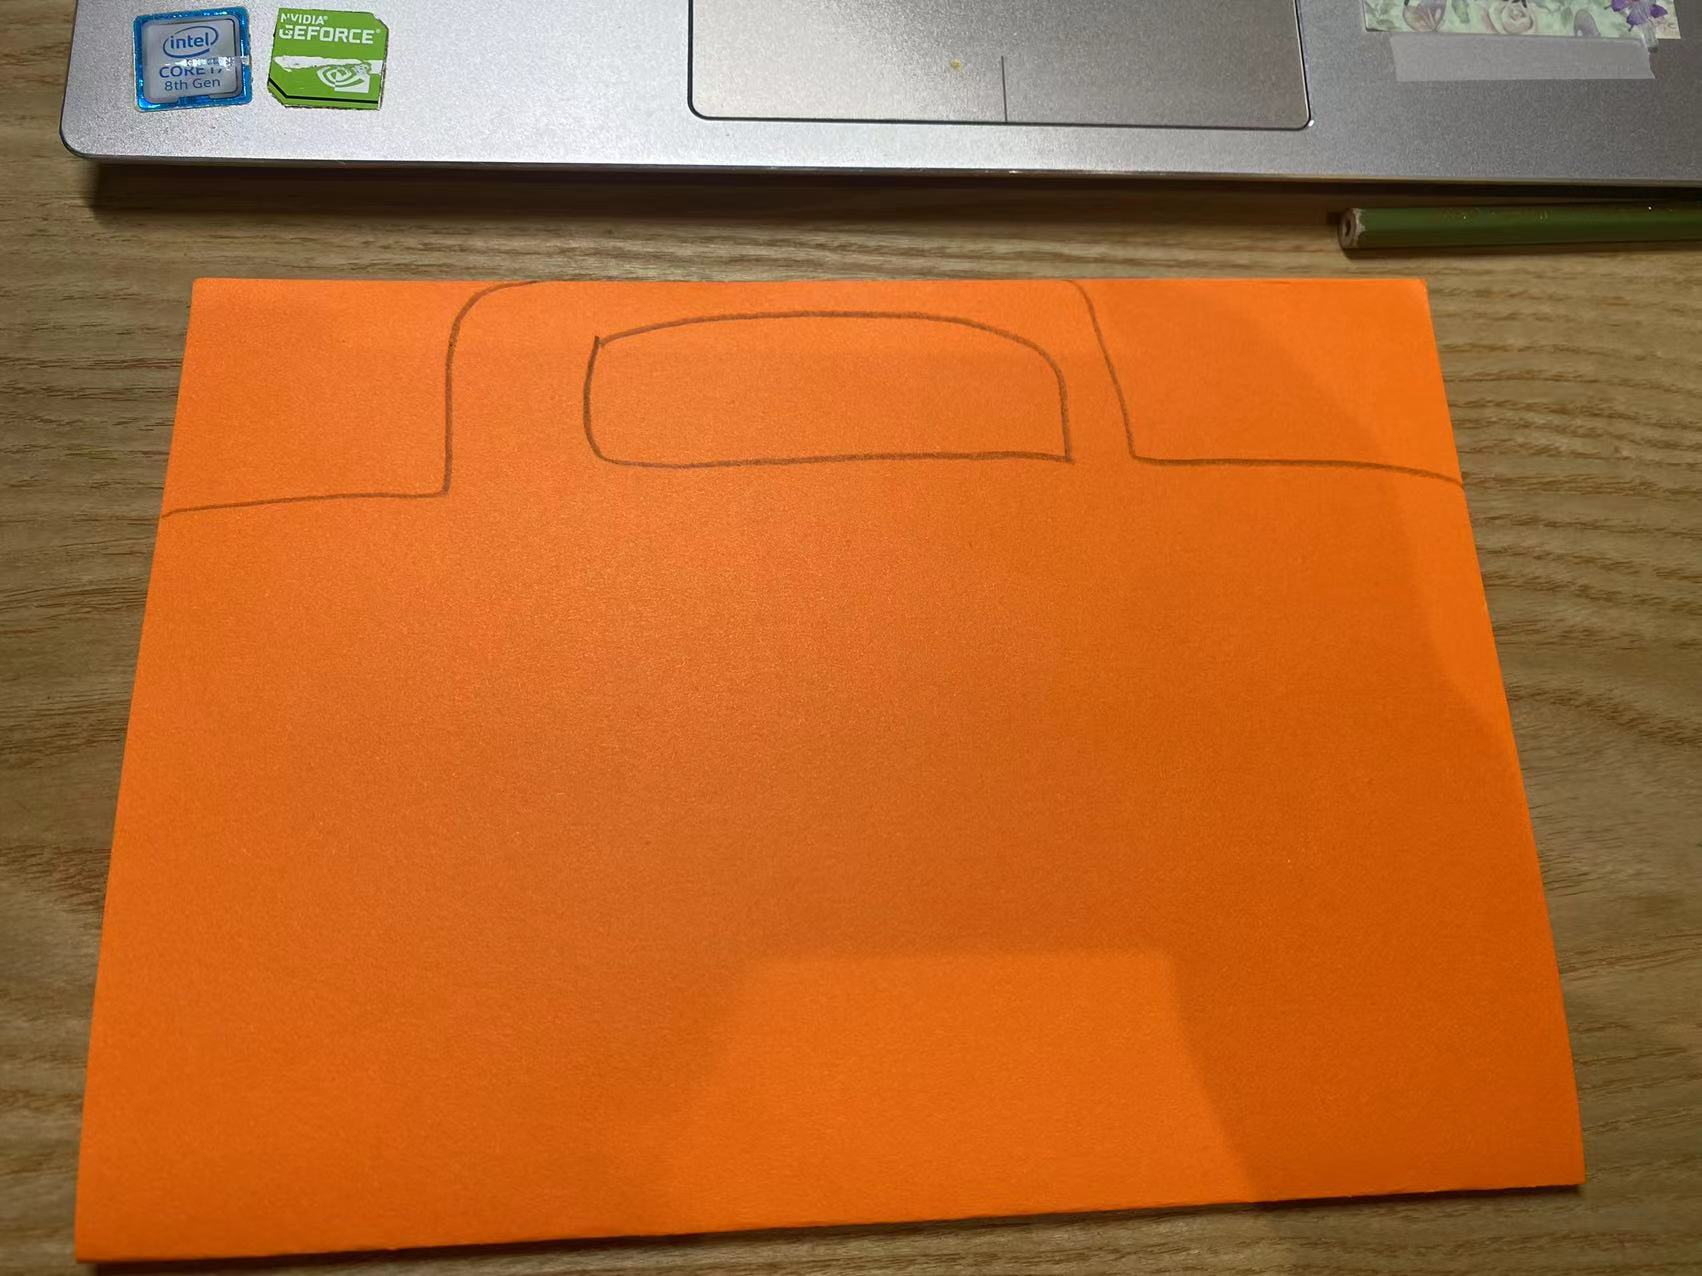 intel
CORE i7
8th Gen
NVIDIA
GEFORCE